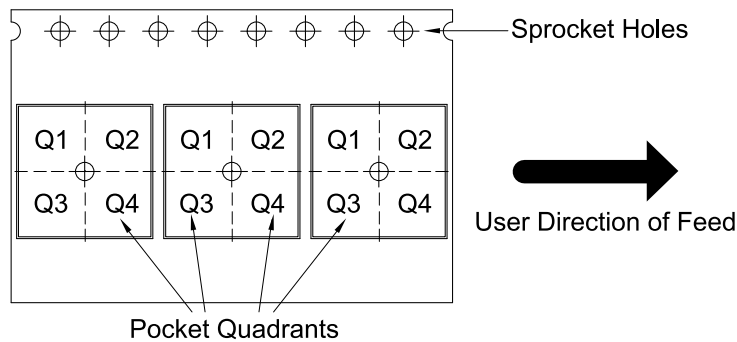 Sprocket Holes
Q1 Q2 Q1 Q2 Q1 Q2
Q3 Q4 Q3 Q4 Q3 Q4
User Direction of Feed
Pocket Quadrants